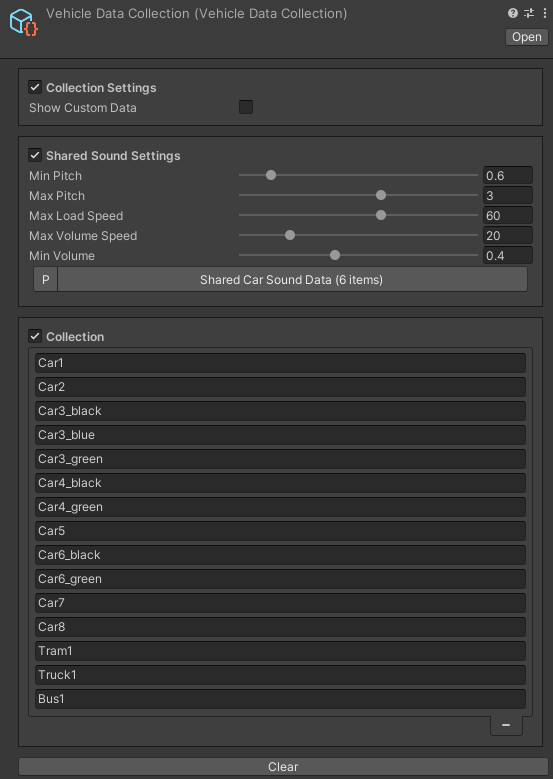 Vehicle Data Collection (Vehicle Data Collection)
Open
Collection Settings
Show Custom Data
Shared Sound Settings
Min Pitch 0.6
Max Pitch 3
Max Load Speed 60
Max Volume Speed 20
Min Volume 0.4
P Shared Car Sound Data (6 items)
Collection
Car1
Car2
Car3_black
Car3_blue
Car3_green
Car4_black
Car4_green
Car5
Car6_black
Car6_green
Car7
Car8
Tram1
Truck1
Bus1
Clear